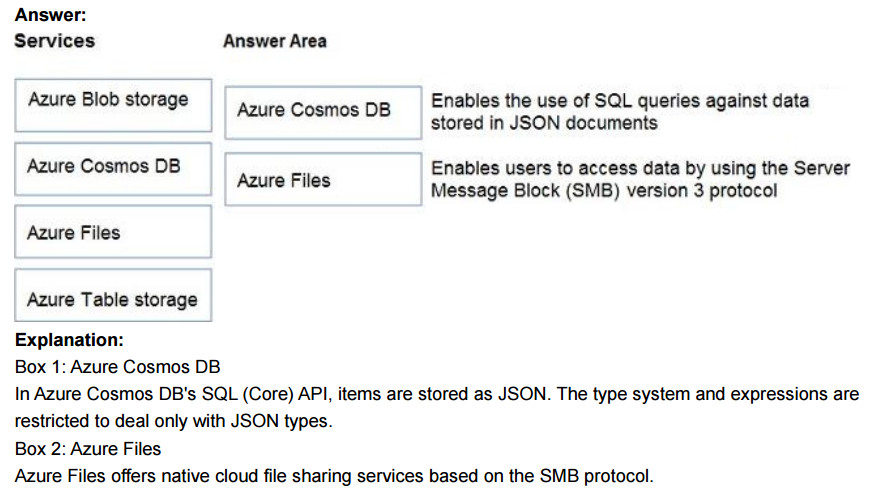 Answer:
Services
Answer Area
Azure Blob storage
Azure Cosmos DB
Enables the use of SQL queries against data
stored in JSON documents
Azure Cosmos DB
Azure Files
Enables users to access data by using the Server
Message Block (SMB) version 3 protocol
Azure Files
Azure Table storage
Explanation:
Box 1: Azure Cosmos DB
In Azure Cosmos DB's SQL (Core) API, items are stored as JSON. The type system and expressions are
restricted to deal only with JSON types.
Box 2: Azure Files
Azure Files offers native cloud file sharing services based on the SMB protocol.